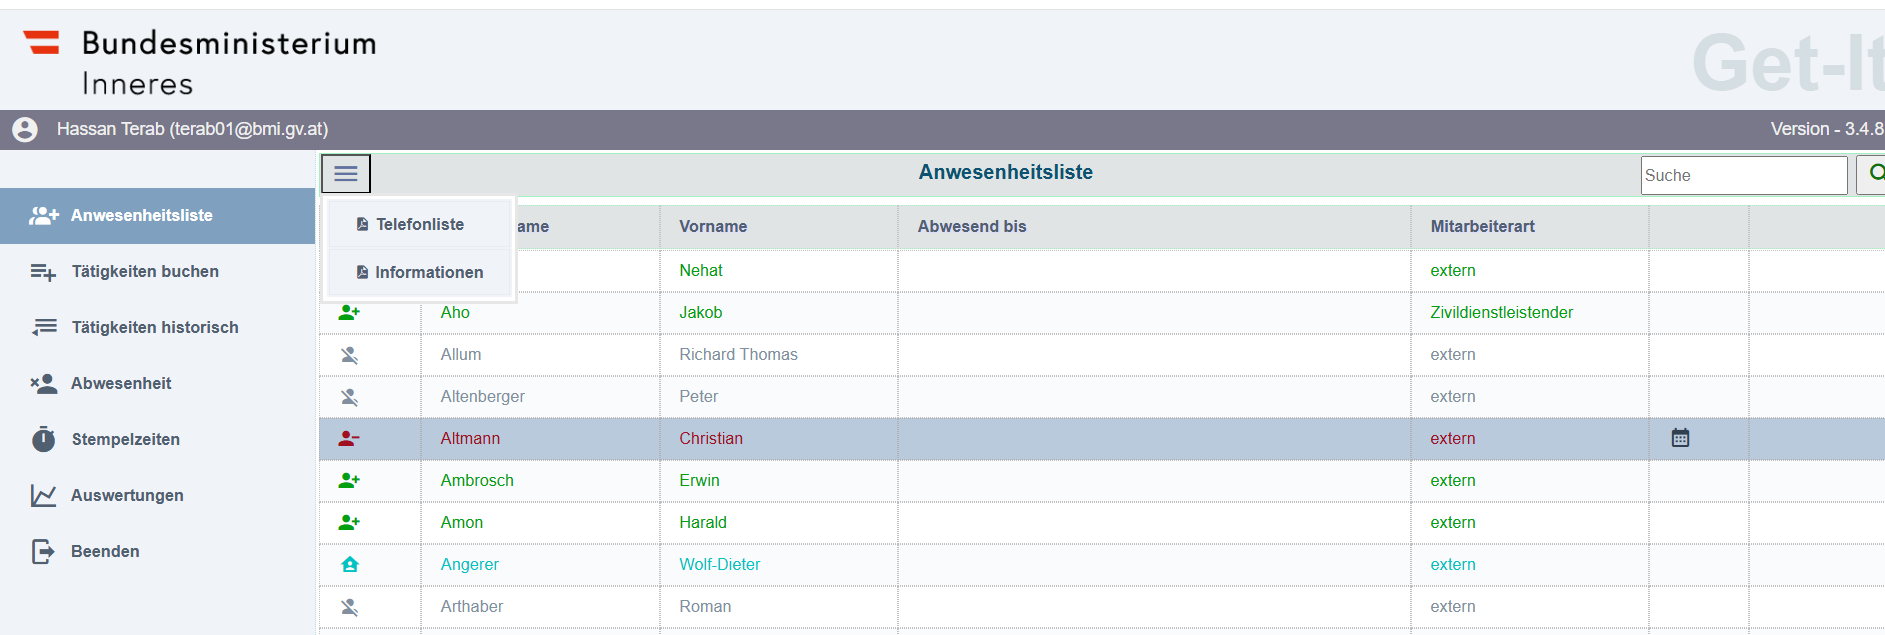 Bundesministerium
Inneres
Get-It
Hassan Terab (terab01@bmi.gv.at)
Version - 3.4.8
Anwesenheitsliste
Suche
Anwesenheitsliste
Tätigkeiten buchen
Tätigkeiten historisch
Abwesenheit
Stempelzeiten
Auswertungen
Beenden
Telefonliste
Informationen
ame Vorname Abwesend bis Mitarbeiterart
Nehat extern
Aho Jakob Zivildienstleistender
Allum Richard Thomas extern
Altenberger Peter extern
Altmann Christian extern
Ambrosch Erwin extern
Amon Harald extern
Angerer Wolf-Dieter extern
Arthaber Roman extern